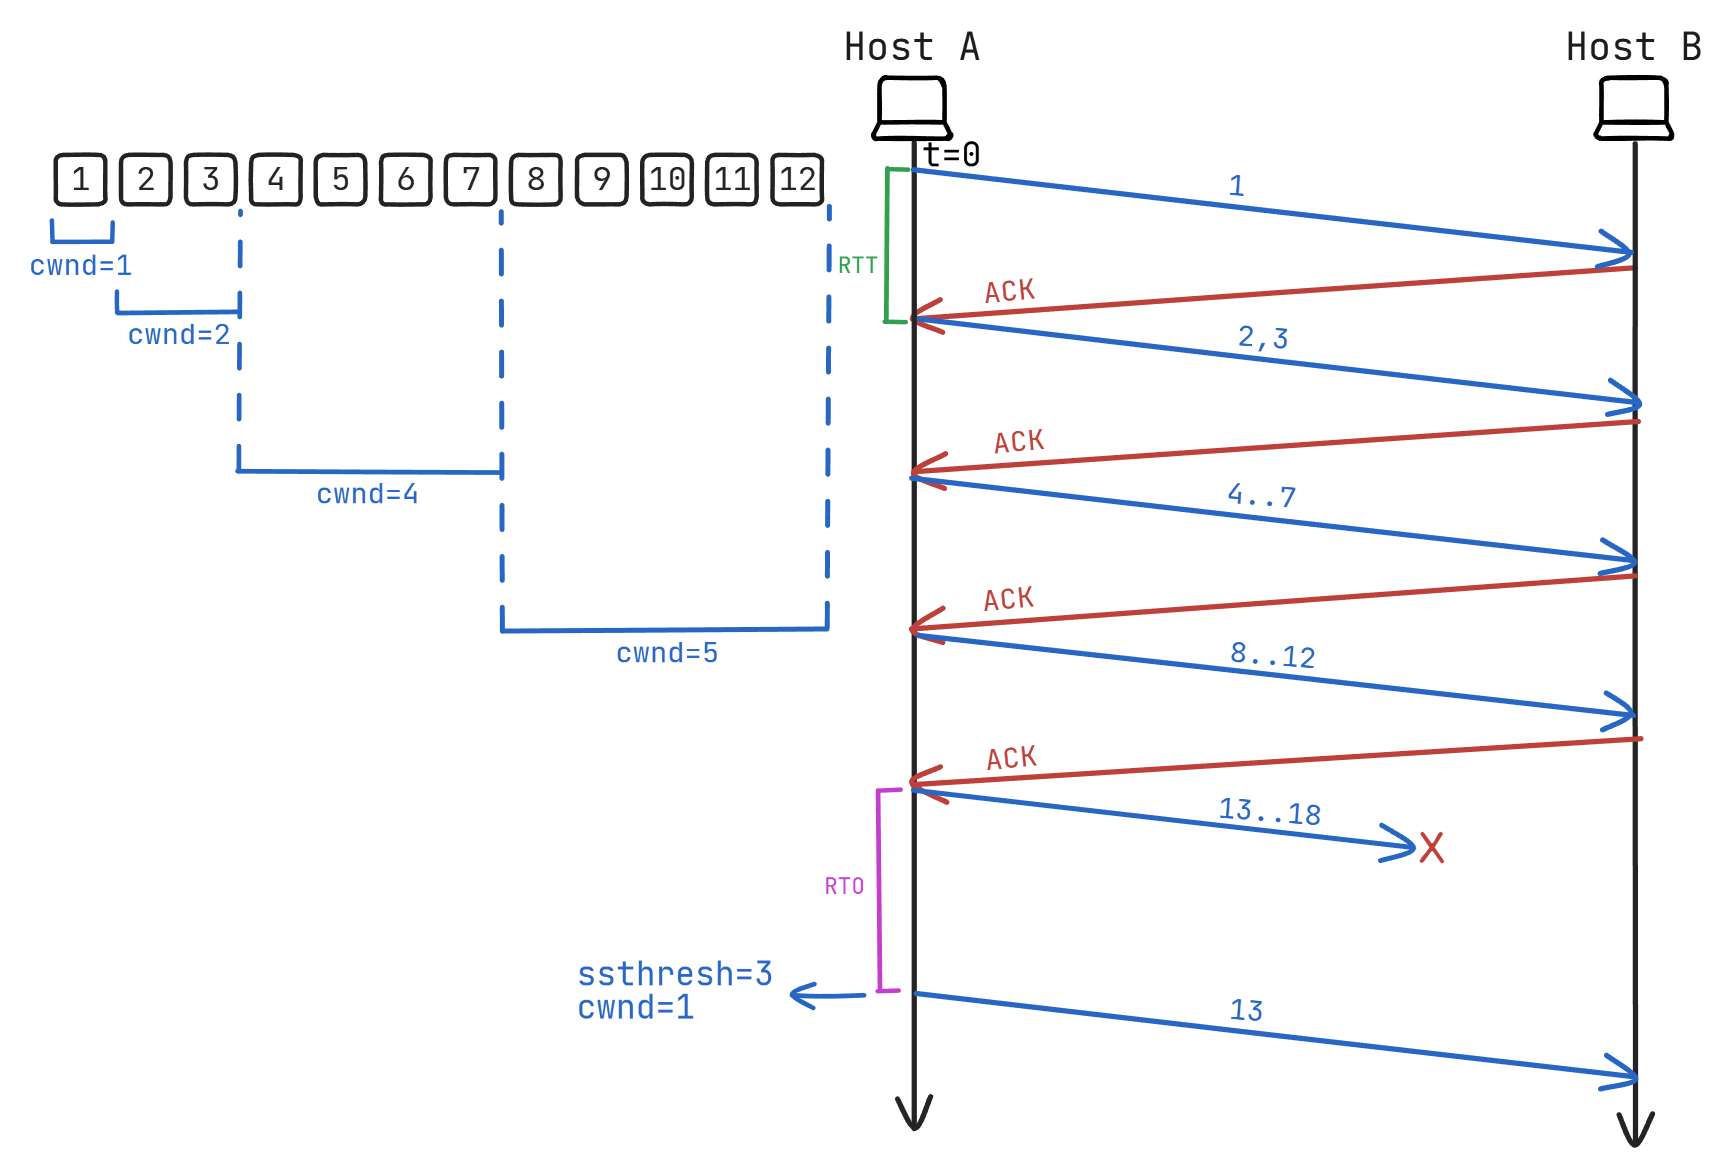 Host A
Host B
t=0
1 2 3 4 5 6 7 8 9 10 11 12
1
cwnd=1
RTT
ACK
cwnd=2
2,3
ACK
cwnd=4
4..7
ACK
cwnd=5
8..12
ACK
13..18
X
RTO
ssthresh=3
cwnd=1
13